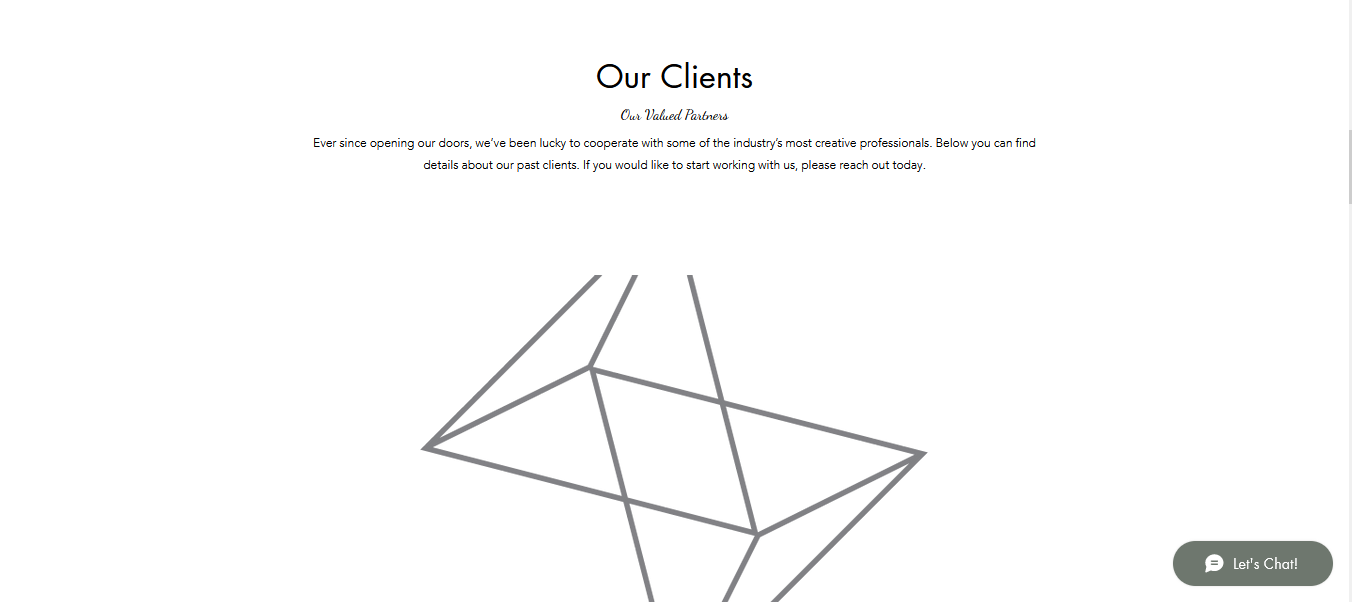 Our Clients
Our Valued Partners
Ever since opening our doors, we’ve been lucky to cooperate with some of the industry’s most creative professionals. Below you can find
details about our past clients. If you would like to start working with us, please reach out today.
Let's Chat!